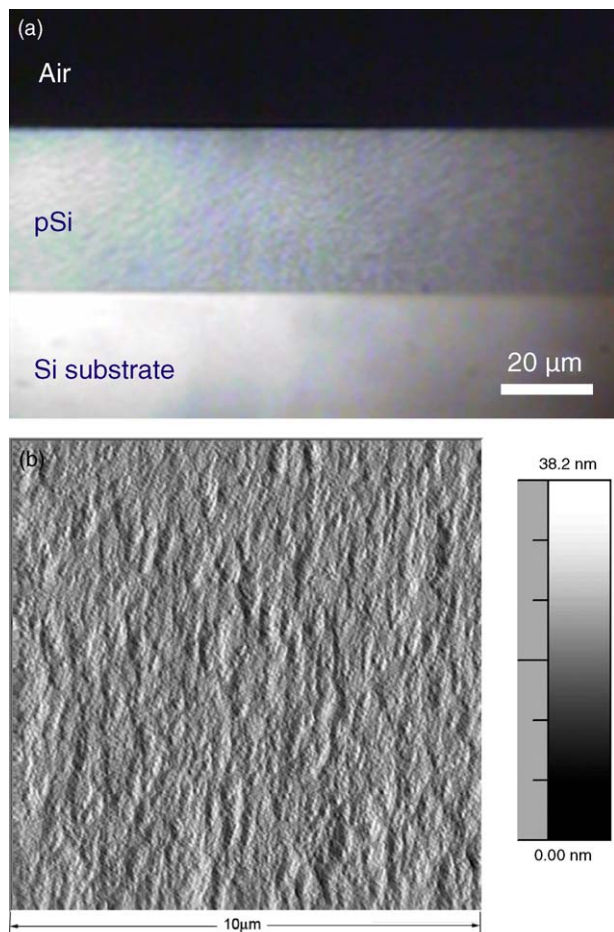 (a)
Air
pSi
Si substrate
20 μm
(b)
38.2 nm
0.00 nm
10μm